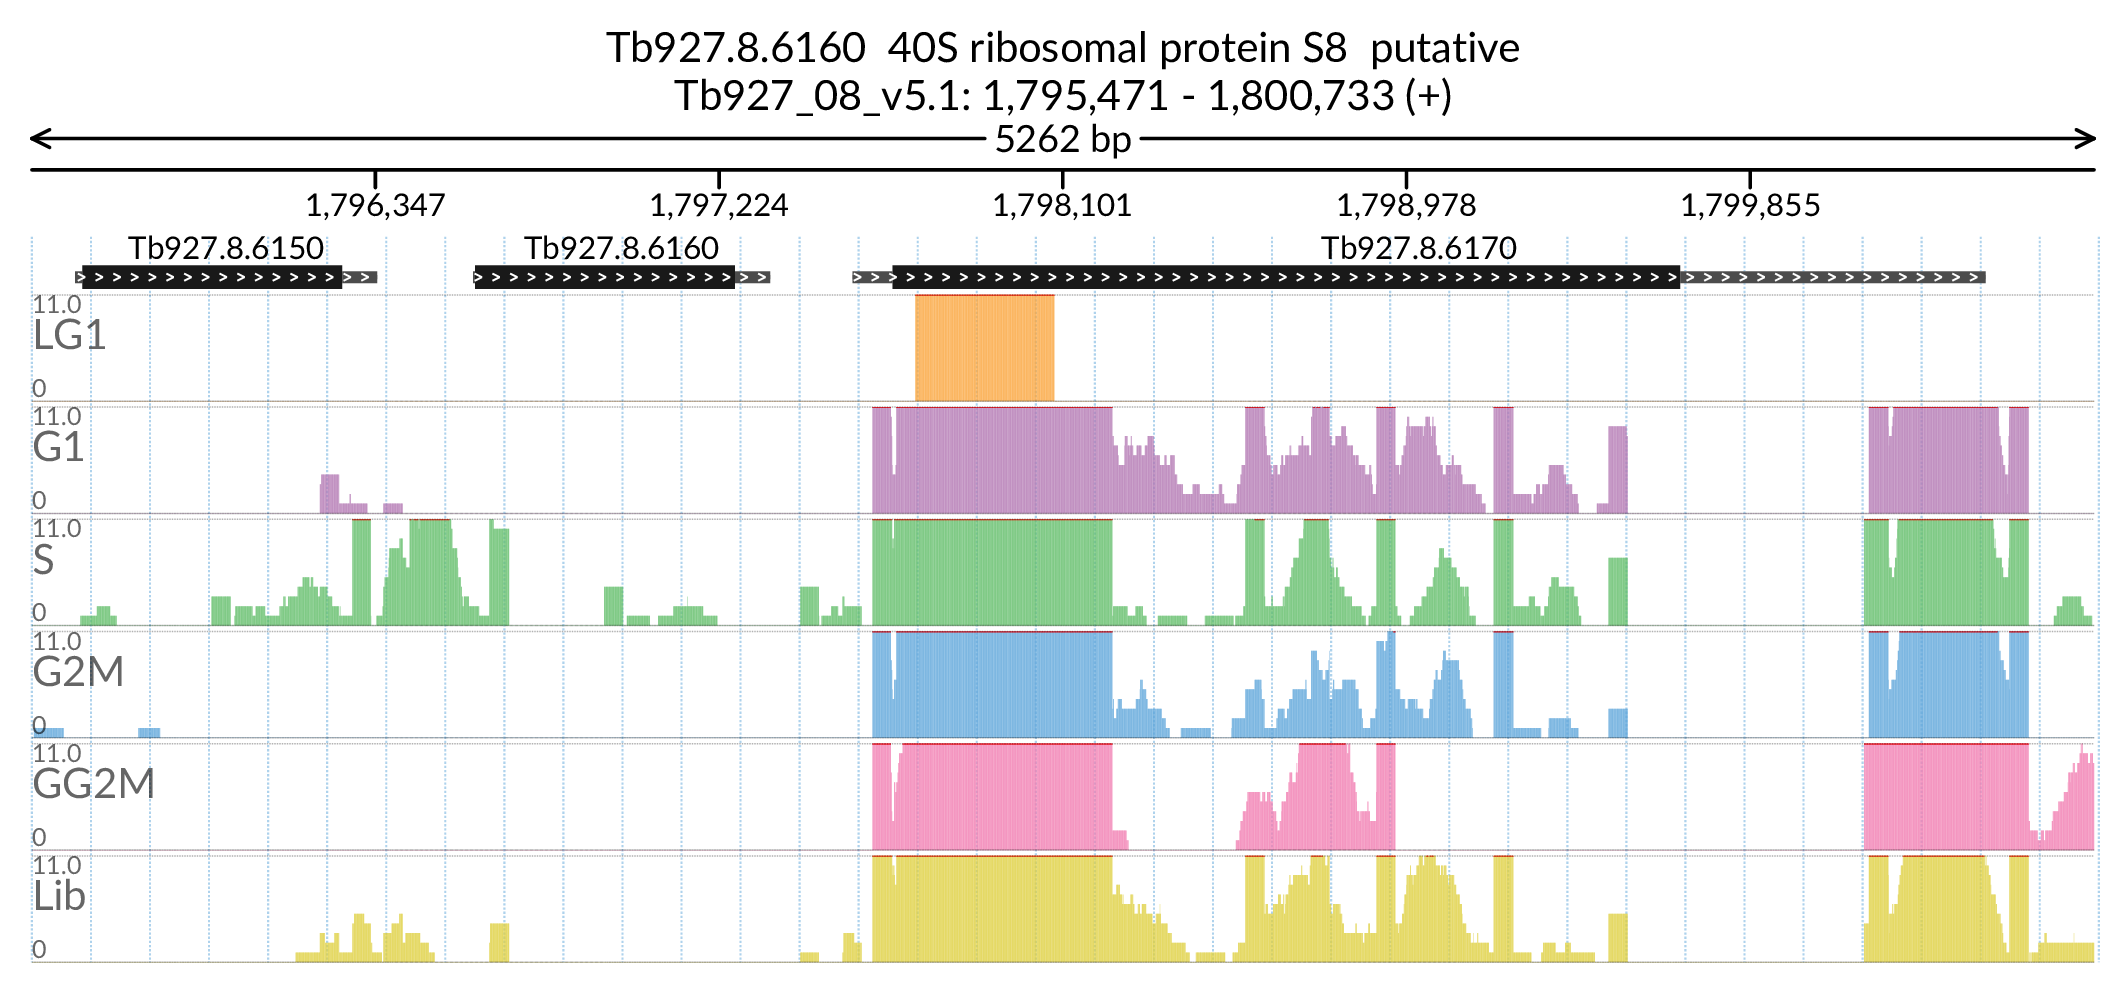 Tb927.8.6160  40S ribosomal protein S8  putative
Tb927_08_v5.1: 1,795,471 - 1,800,733 (+)
5262 bp
1,796,347 1,797,224 1,798,101 1,798,978 1,799,855
Tb927.8.6150 Tb927.8.6160 Tb927.8.6170
11.0
LG1
0
11.0
G1
0
11.0
S
0
11.0
G2M
0
11.0
GG2M
0
11.0
Lib
0